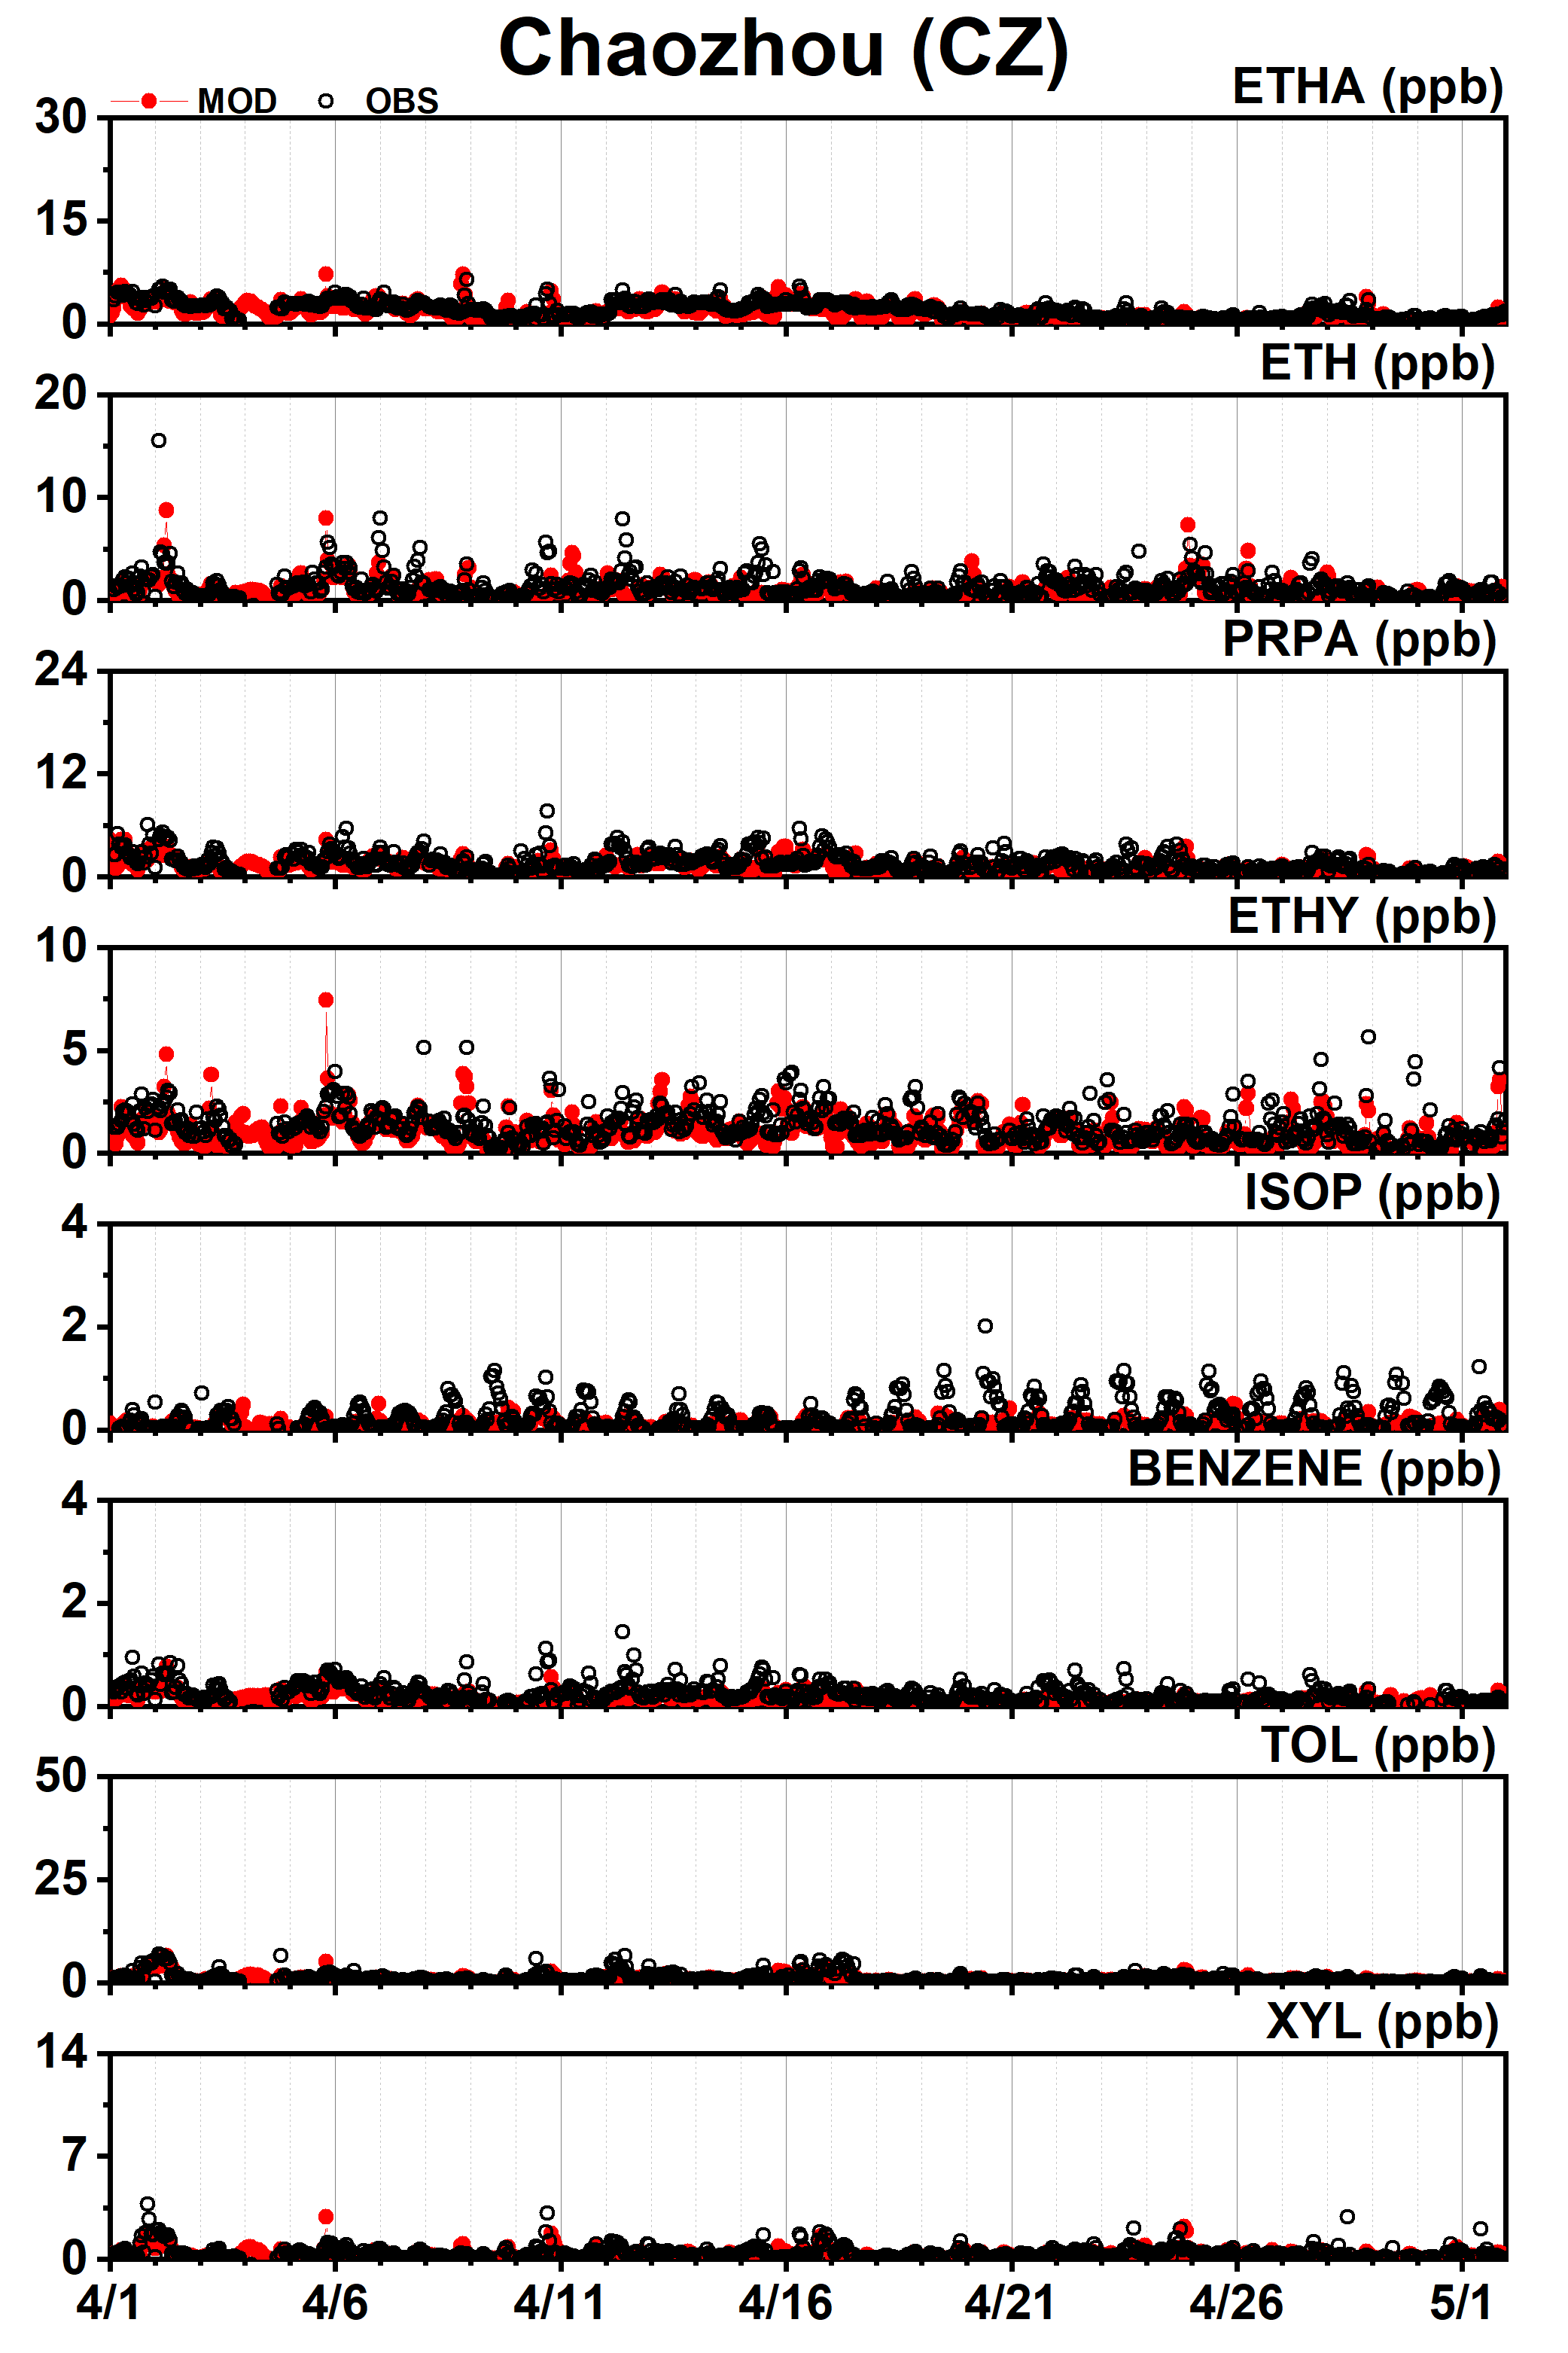 Chaozhou (CZ)
MOD OBS
ETHA (ppb)
30
15
0
ETH (ppb)
20
10
0
PRPA (ppb)
24
12
0
ETHY (ppb)
10
5
0
ISOP (ppb)
4
2
0
BENZENE (ppb)
4
2
0
TOL (ppb)
50
25
0
XYL (ppb)
14
7
0
4/1 4/6 4/11 4/16 4/21 4/26 5/1